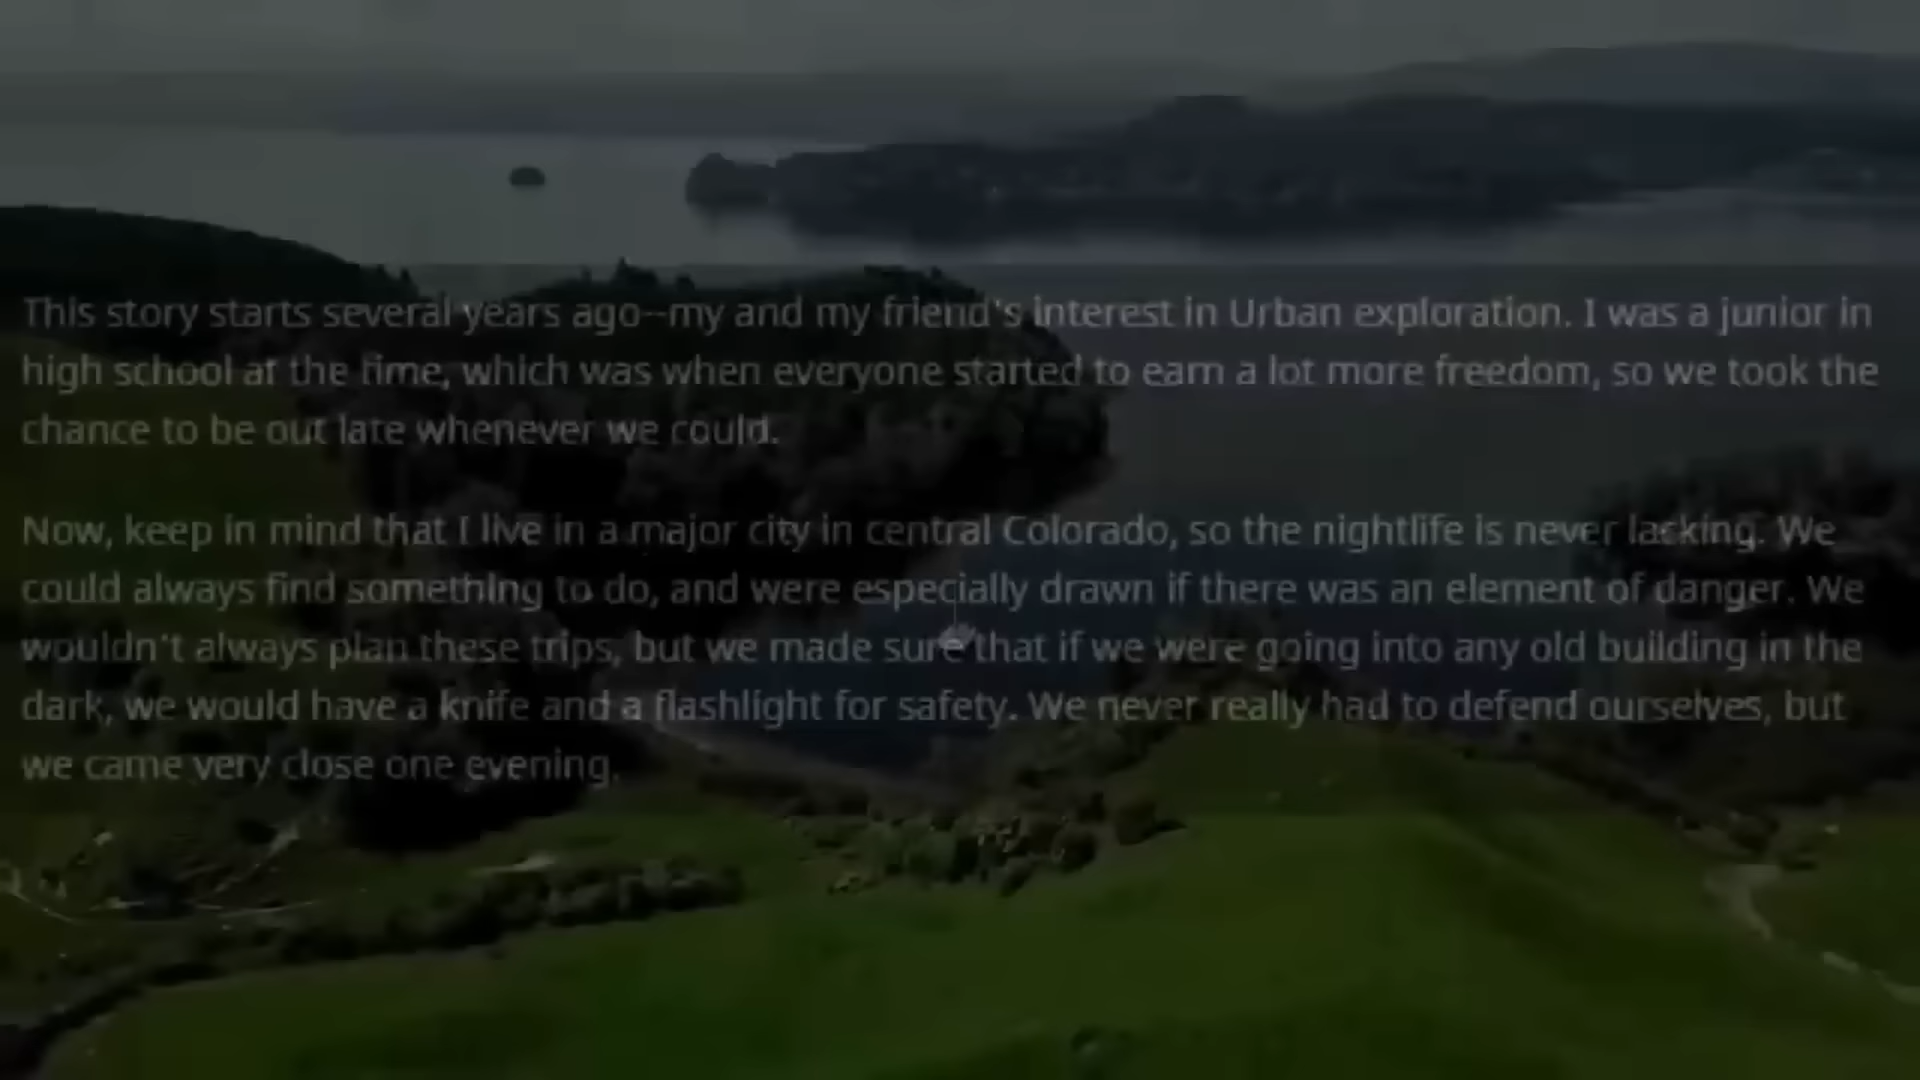 This story starts several years ago--my and my friend's interest in Urban exploration. I was a junior in
high school at the time, which was when everyone started to earn a lot more freedom, so we took the
chance to be out late whenever we could.
Now, keep in mind that I live in a major city in central Colorado, so the nightlife is never lacking. We
could always find something to do, and were especially drawn if there was an element of danger. We
wouldn't always plan these trips, but we made sure that if we were going into any old building in the
dark, we would have a knife and a flashlight for safety. We never really had to defend ourselves, but
we came very close one evening.